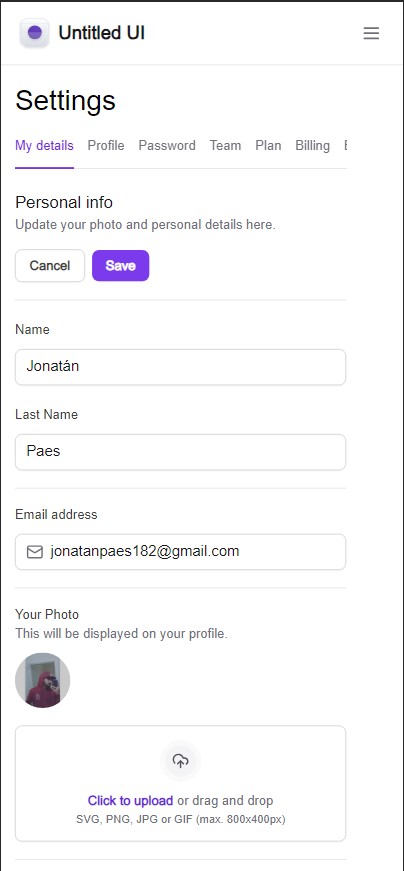 Untitled UI
Settings
My details Profile Password Team Plan Billing
Personal info
Update your photo and personal details here.
Cancel Save
Name
Jonatán
Last Name
Paes
Email address
jonatanpaes182@gmail.com
Your Photo
This will be displayed on your profile.
Click to upload or drag and drop
SVG, PNG, JPG or GIF (max. 800x400px)